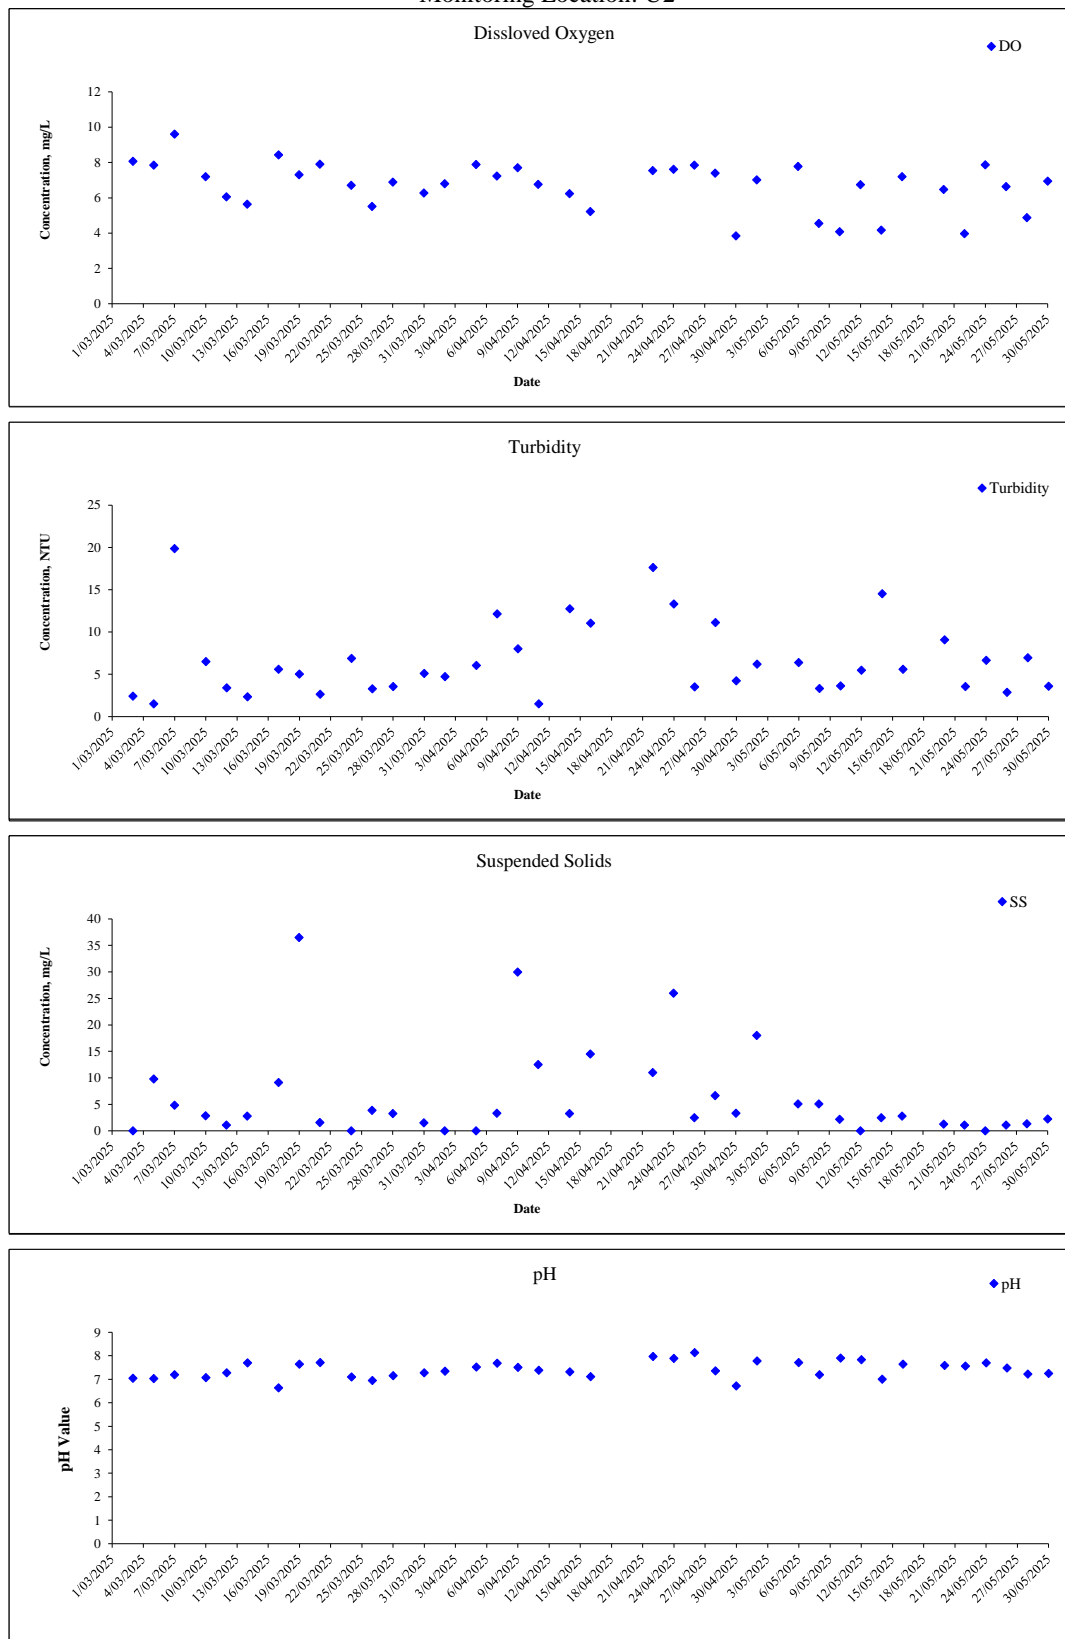 Monitoring Location: U2
Dissloved Oxygen
DO
Concentration, mg/L
12
10
8
6
4
2
0
1/03/2025 4/03/2025 7/03/2025 10/03/2025 13/03/2025 16/03/2025 19/03/2025 22/03/2025 25/03/2025 28/03/2025 31/03/2025 3/04/2025 6/04/2025 9/04/2025 12/04/2025 15/04/2025 18/04/2025 21/04/2025 24/04/2025 27/04/2025 30/04/2025 3/05/2025 6/05/2025 9/05/2025 12/05/2025 15/05/2025 18/05/2025 21/05/2025 24/05/2025 27/05/2025 30/05/2025
Date
Turbidity
Turbidity
Concentration, NTU
25
20
15
10
5
0
1/03/2025 4/03/2025 7/03/2025 10/03/2025 13/03/2025 16/03/2025 19/03/2025 22/03/2025 25/03/2025 28/03/2025 31/03/2025 3/04/2025 6/04/2025 9/04/2025 12/04/2025 15/04/2025 18/04/2025 21/04/2025 24/04/2025 27/04/2025 30/04/2025 3/05/2025 6/05/2025 9/05/2025 12/05/2025 15/05/2025 18/05/2025 21/05/2025 24/05/2025 27/05/2025 30/05/2025
Date
Suspended Solids
SS
Concentration, mg/L
40
35
30
25
20
15
10
5
0
1/03/2025 4/03/2025 7/03/2025 10/03/2025 13/03/2025 16/03/2025 19/03/2025 22/03/2025 25/03/2025 28/03/2025 31/03/2025 3/04/2025 6/04/2025 9/04/2025 12/04/2025 15/04/2025 18/04/2025 21/04/2025 24/04/2025 27/04/2025 30/04/2025 3/05/2025 6/05/2025 9/05/2025 12/05/2025 15/05/2025 18/05/2025 21/05/2025 24/05/2025 27/05/2025 30/05/2025
Date
pH
pH
pH Value
9
8
7
6
5
4
3
2
1
0
1/03/2025 4/03/2025 7/03/2025 10/03/2025 13/03/2025 16/03/2025 19/03/2025 22/03/2025 25/03/2025 28/03/2025 31/03/2025 3/04/2025 6/04/2025 9/04/2025 12/04/2025 15/04/2025 18/04/2025 21/04/2025 24/04/2025 27/04/2025 30/04/2025 3/05/2025 6/05/2025 9/05/2025 12/05/2025 15/05/2025 18/05/2025 21/05/2025 24/05/2025 27/05/2025 30/05/2025